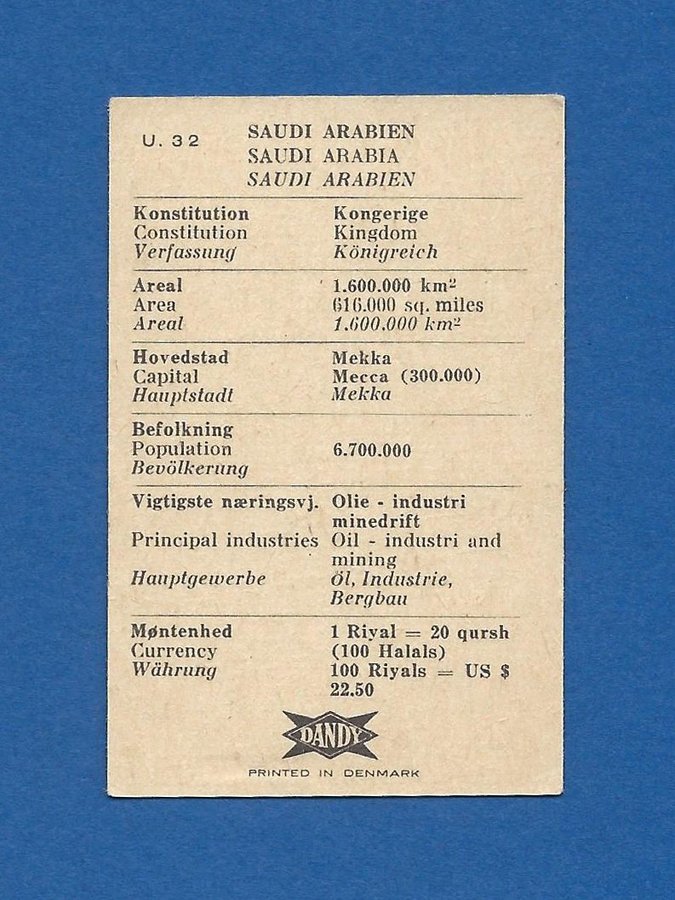 U. 32
SAUDI ARABIEN
SAUDI ARABIA
SAUDI ARABIEN
Konstitution Kongerige
Constitution Kingdom
Verfassung Königreich
Areal 1.600.000 km²
Area 616.000 sq. miles
Areal 1.600.000 km²
Hovedstad Mekka
Capital Mecca (300.000)
Hauptstadt Mekka
Befolkning
Population 6.700.000
Bevölkerung
Vigtigste næringsvj. Olie - industri
minedrift
Principal industries Oil - industri and
mining
Hauptgewerbe öl, Industrie,
Bergbau
Møntenhed 1 Riyal = 20 qursh
Currency (100 Halals)
Währung 100 Riyals = US $
22.50
DANDY
PRINTED IN DENMARK